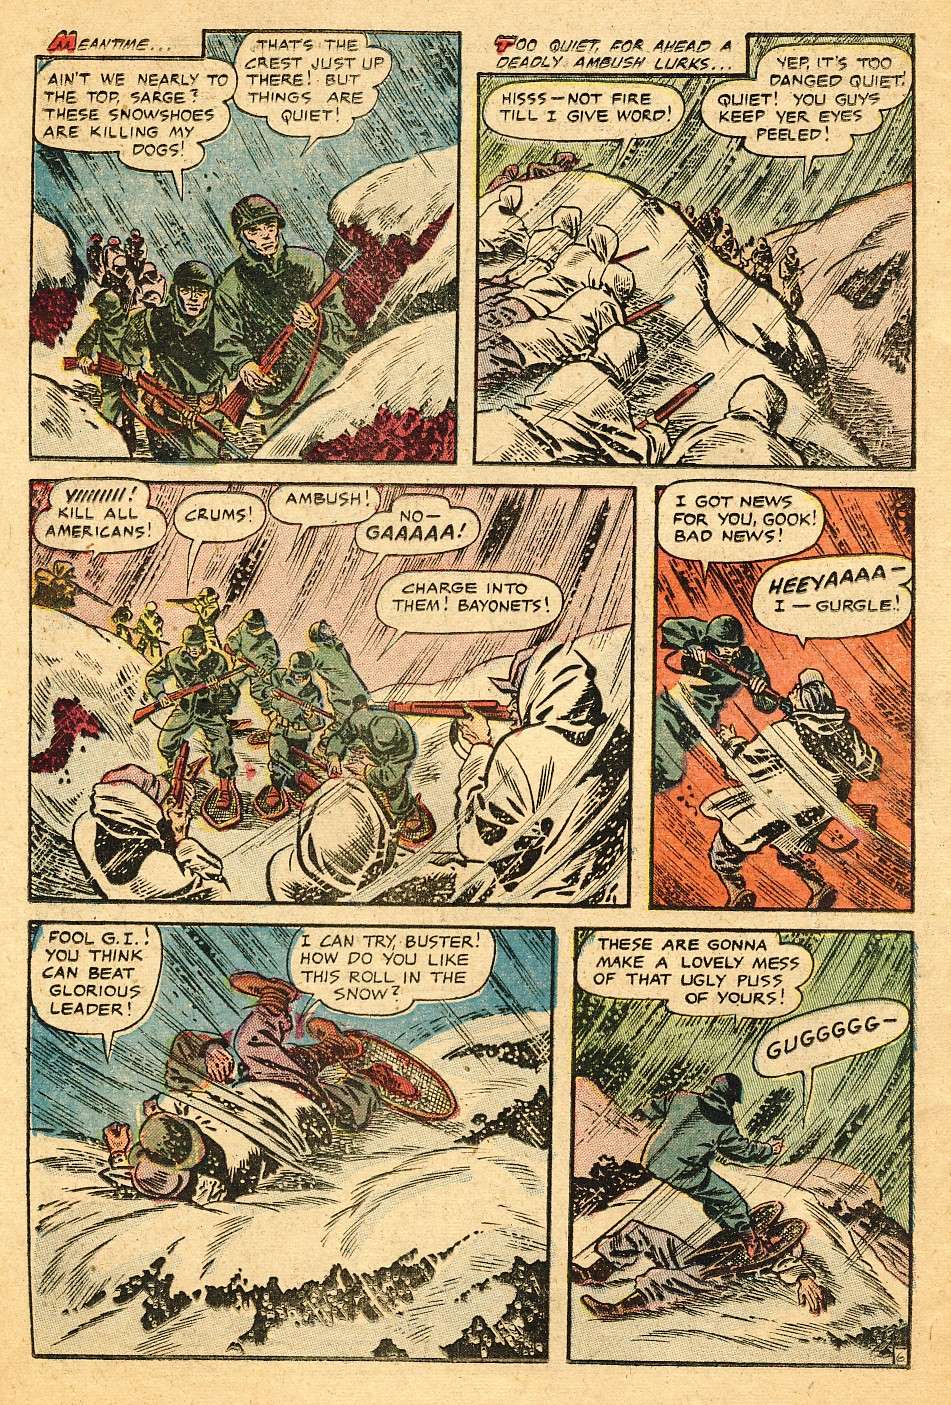 MEANTIME...
AIN'T WE NEARLY TO
THE TOP, SARGE?
THESE SNOWSHOES
ARE KILLING MY
DOGS!
THAT'S THE
CREST JUST UP
THERE! BUT
THINGS ARE
QUIET!
TOO QUIET, FOR AHEAD A
DEADLY AMBUSH LURKS...
HISSS—NOT FIRE
TILL I GIVE WORD!
YEP, IT'S TOO
DANGED QUIET!
QUIET! YOU GUYS
KEEP YER EYES
PEELED!
YIIIIIIII!
KILL ALL
AMERICANS!
CRUMS!
AMBUSH!
NO—
GAAAAA!
CHARGE INTO
THEM! BAYONETS!
I GOT NEWS
FOR YOU, GOOK!
BAD NEWS!
HEEYAAAA—
I—GURGLE!
FOOL G.I.!
YOU THINK
CAN BEAT
GLORIOUS
LEADER!
I CAN TRY, BUSTER!
HOW DO YOU LIKE
THIS ROLL IN THE
SNOW?
THESE ARE GONNA
MAKE A LOVELY MESS
OF THAT UGLY PUSS
OF YOURS!
GUGGGGG—
6